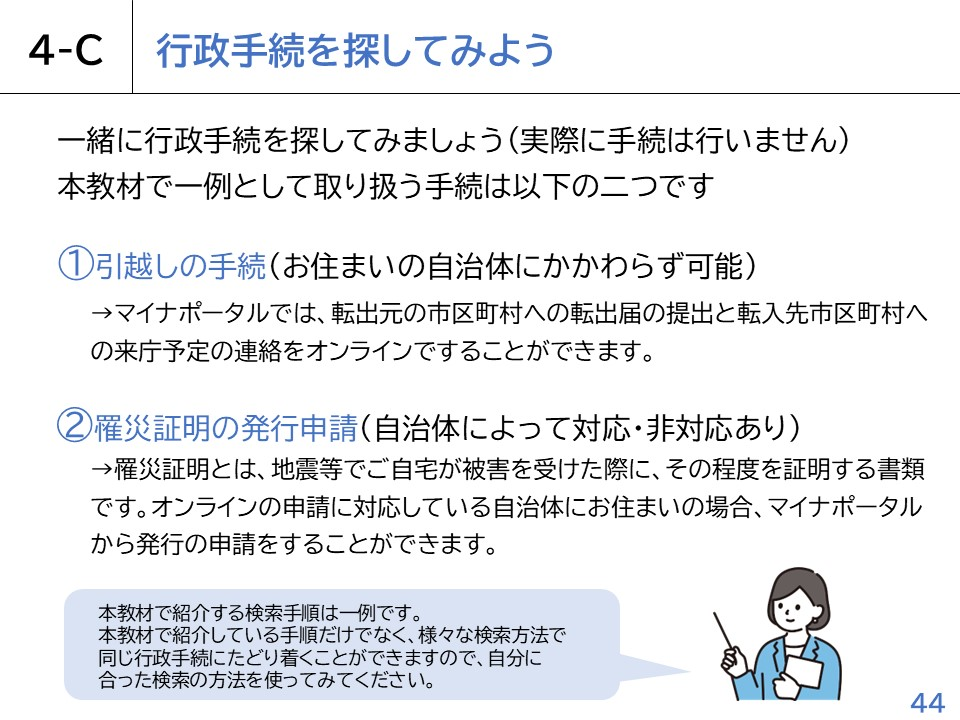 4-C
行政手続を探してみよう
一緒に行政手続を探してみましょう（実際に手続は行いません）
本教材で一例として取り扱う手続は以下の二つです
①引越しの手続（お住まいの自治体にかかわらず可能）
→マイナポータルでは、転出元の市区町村への転出届の提出と転入先市区町村へ
の来庁予定の連絡をオンラインですることができます。
②罹災証明の発行申請（自治体によって対応・非対応あり）
→罹災証明とは、地震等でご自宅が被害を受けた際に、その程度を証明する書類
です。オンラインの申請に対応している自治体にお住まいの場合、マイナポータル
から発行の申請をすることができます。
本教材で紹介する検索手順は一例です。
本教材で紹介している手順だけでなく、様々な検索方法で
同じ行政手続にたどり着くことができますので、自分に
合った検索の方法を使ってみてください。
44